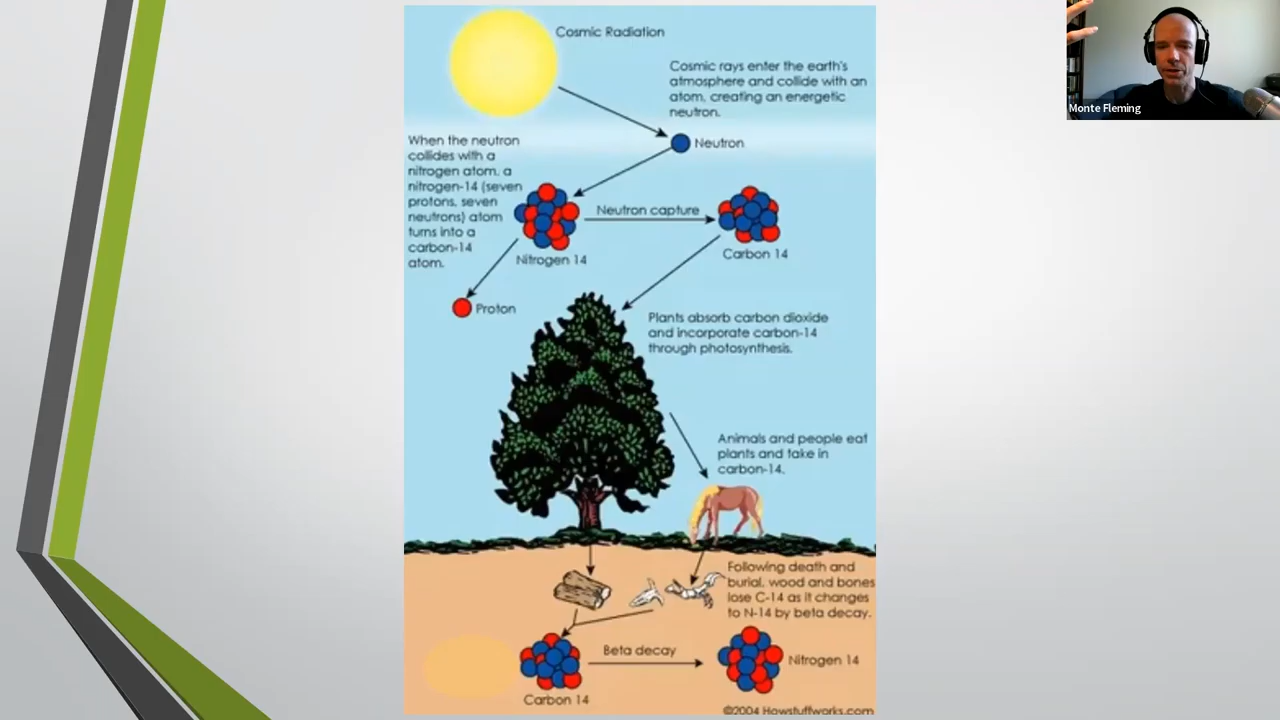 Cosmic Radiation
Monte Fleming
Cosmic rays enter the earth's
atmosphere and collide with an
atom, creating an energetic
neutron.
Neutron
When the neutron
collides with a
nitrogen atom, a
nitrogen-14 (seven
protons, seven
neutrons) atom
turns into a
carbon-14
atom.
Neutron capture
Nitrogen 14
Carbon 14
Proton
Plants absorb carbon dioxide
and incorporate carbon-14
through photosynthesis.
Animals and people eat
plants and take in
carbon-14.
Following death and
burial, wood and bones
lose C-14 as it changes
to N-14 by beta decay.
Beta decay
Nitrogen 14
Carbon 14
©2004 Howstuffworks.com